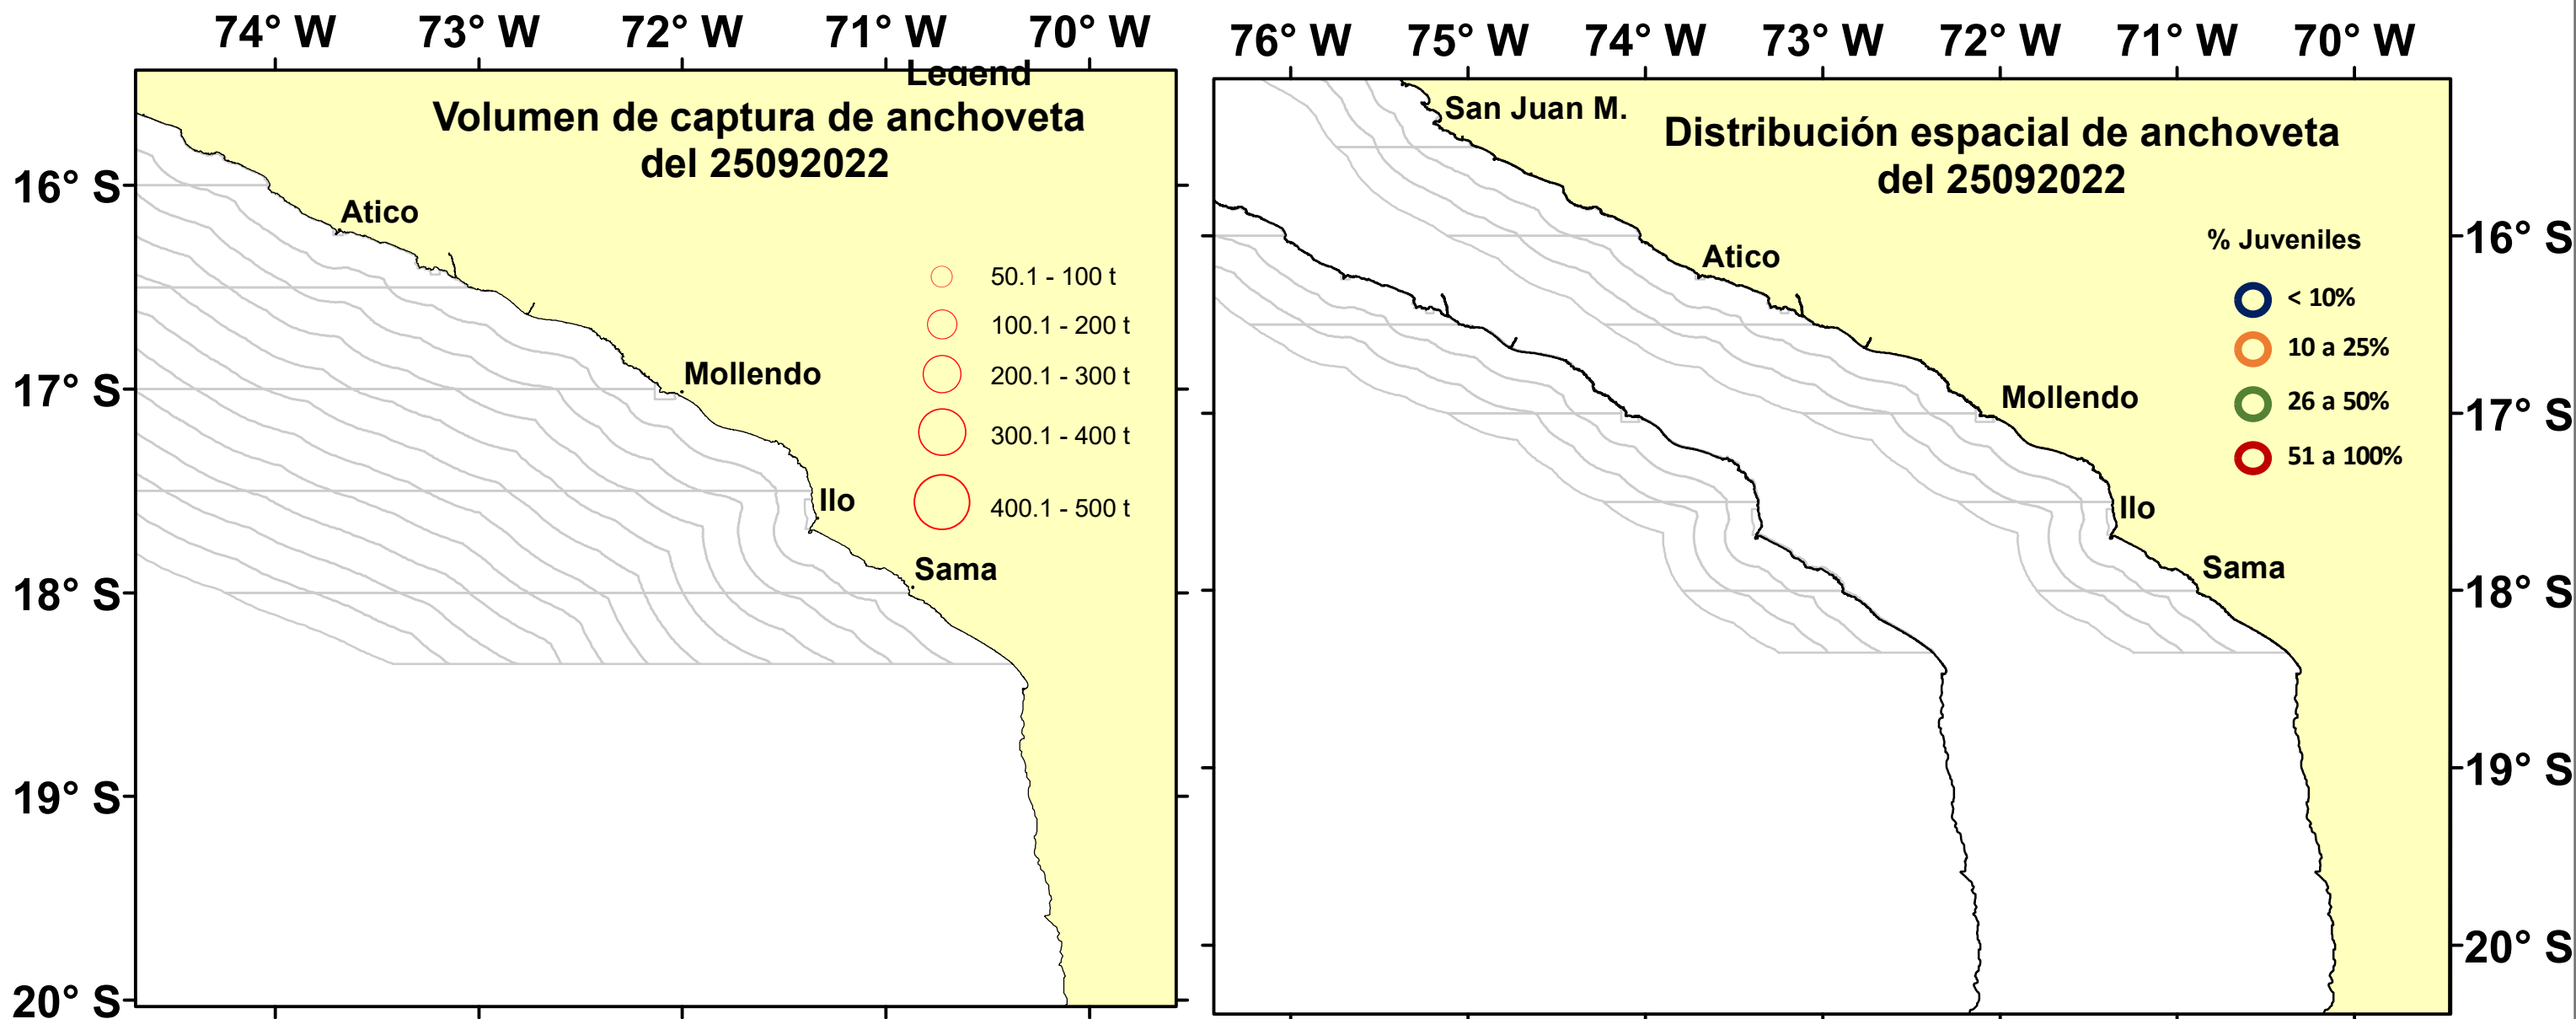 74° W 73° W 72° W 71° W 70° W
Legend
Volumen de captura de anchoveta
del 25092022
16° S
Atico
50.1 - 100 t
100.1 - 200 t
200.1 - 300 t
300.1 - 400 t
400.1 - 500 t
17° S
Mollendo
Ilo
Sama
18° S
19° S
20° S
76° W 75° W 74° W 73° W 72° W 71° W 70° W
San Juan M.
Distribución espacial de anchoveta
del 25092022
% Juveniles
< 10%
10 a 25%
26 a 50%
51 a 100%
Atico
Mollendo
Ilo
Sama
16° S
17° S
18° S
19° S
20° S